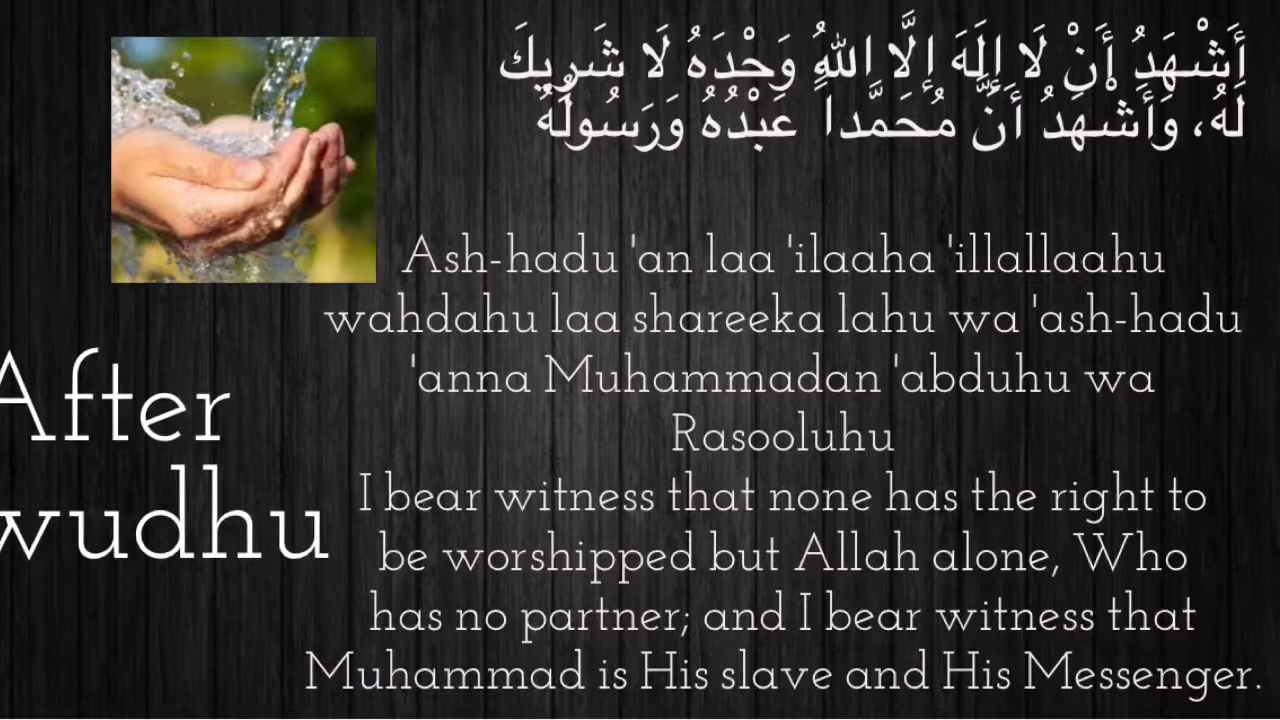 أَشْهَدُ أَنْ لَا إِلَهَ إِلَّا اللهُ وَحْدَهُ لَا شَرِيكَ
لَهُ، وَأَشْهَدُ أَنَّ مُحَمَّداً عَبْدُهُ وَرَسُولُهُ
Ash-hadu 'an laa 'ilaaha 'illallaahu
wahdahu laa shareeka lahu wa 'ash-hadu
'anna Muhammadan 'abduhu wa
Rasooluhu
I bear witness that none has the right to
be worshipped but Allah alone, Who
has no partner; and I bear witness that
Muhammad is His slave and His Messenger.
After
wudhu